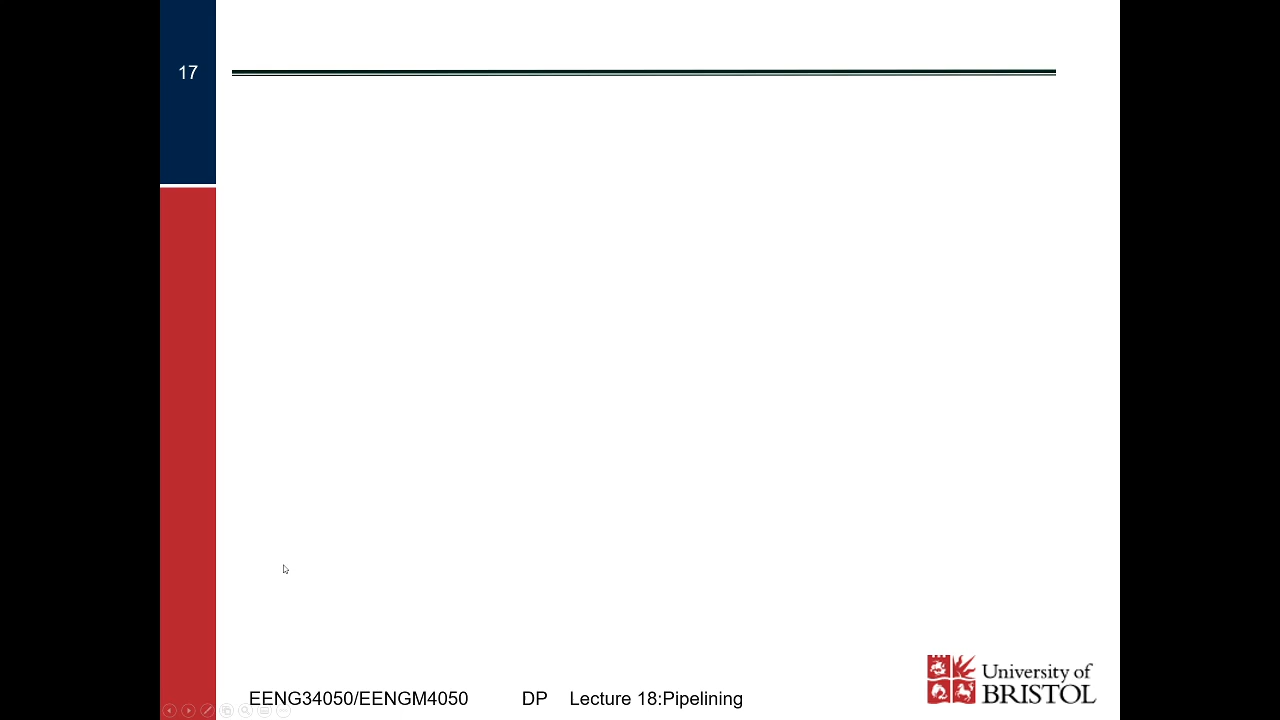 17
EENG34050/EENGM4050 DP Lecture 18:Pipelining
University of
BRISTOL